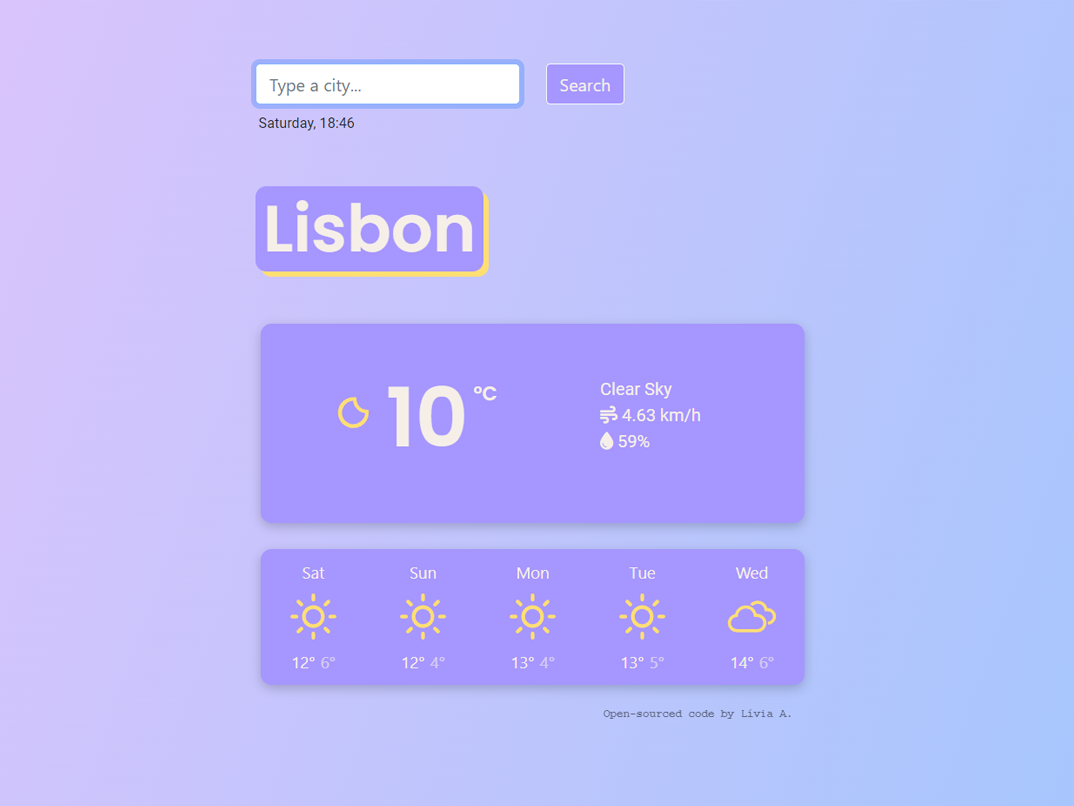 Type a city... Search
Saturday, 18:46
Lisbon
10 °C
Clear Sky
4.63 km/h
59%
Sat Sun Mon Tue Wed
12° 6° 12° 4° 13° 4° 13° 5° 14° 6°
Open-sourced code by Livia A.